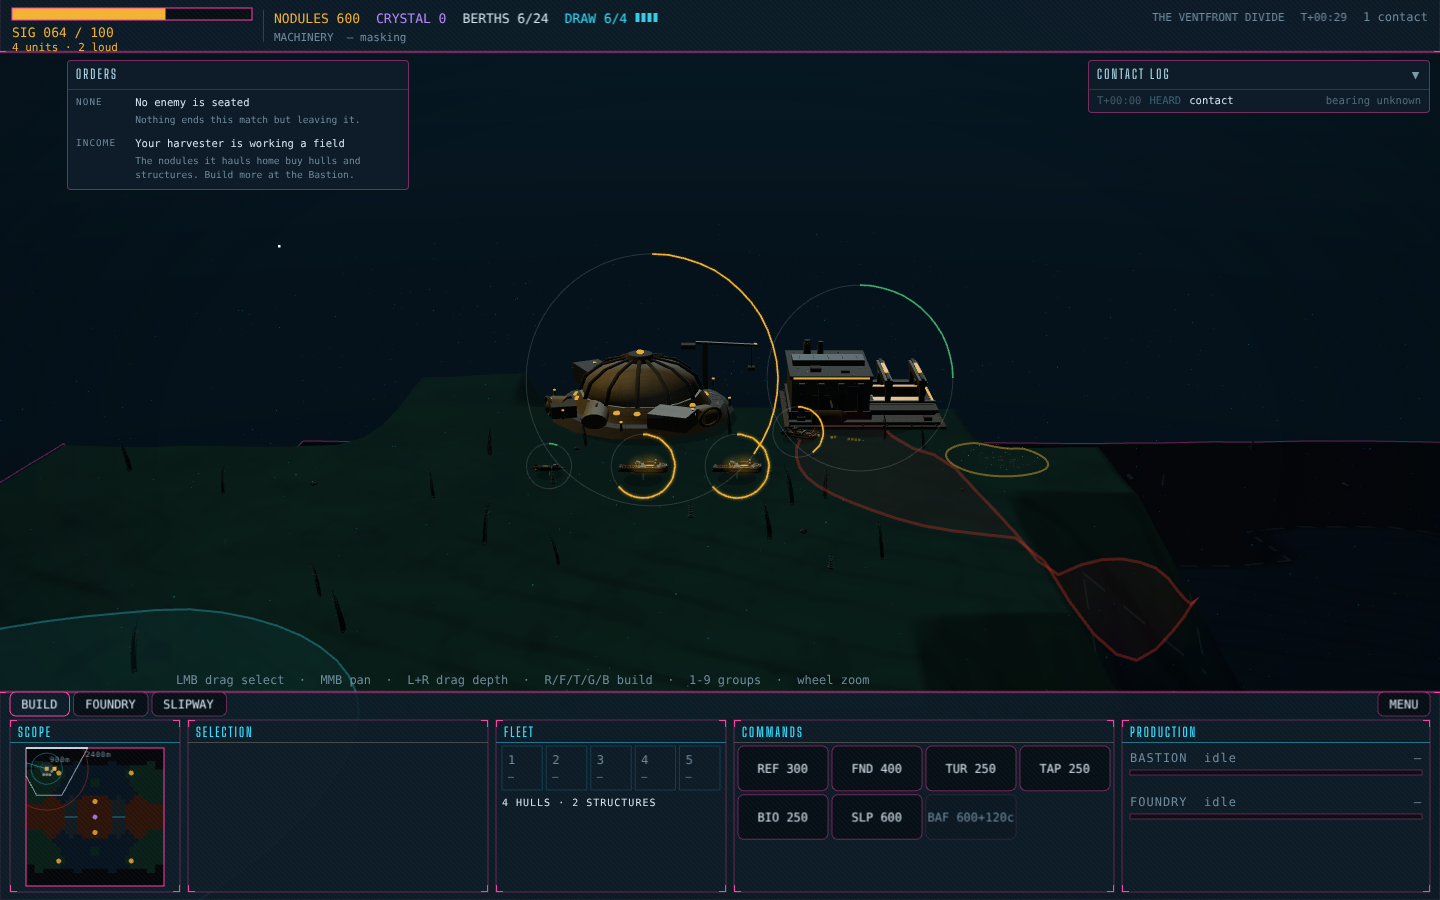 SIG 064 / 100
4 units · 2 loud
NODULES 600 CRYSTAL 0 BERTHS 6/24 DRAW 6/4
MACHINERY — masking
THE VENTFRONT DIVIDE T+00:29 1 contact
ORDERS
NONE No enemy is seated
Nothing ends this match but leaving it.
INCOME Your harvester is working a field
The nodules it hauls home buy hulls and
structures. Build more at the Bastion.
CONTACT LOG ▼
T+00:00 HEARD contact bearing unknown
LMB drag select · MMB pan · L+R drag depth · R/F/T/G/B build · 1-9 groups · wheel zoom
BUILD FOUNDRY SLIPWAY MENU
SCOPE
900m 2400m
SELECTION
FLEET
1 2 3 4 5
– – – – –
4 HULLS · 2 STRUCTURES
COMMANDS
REF 300 FND 400 TUR 250 TAP 250
BIO 250 SLP 600 BAF 600+120c
PRODUCTION
BASTION idle –
FOUNDRY idle –